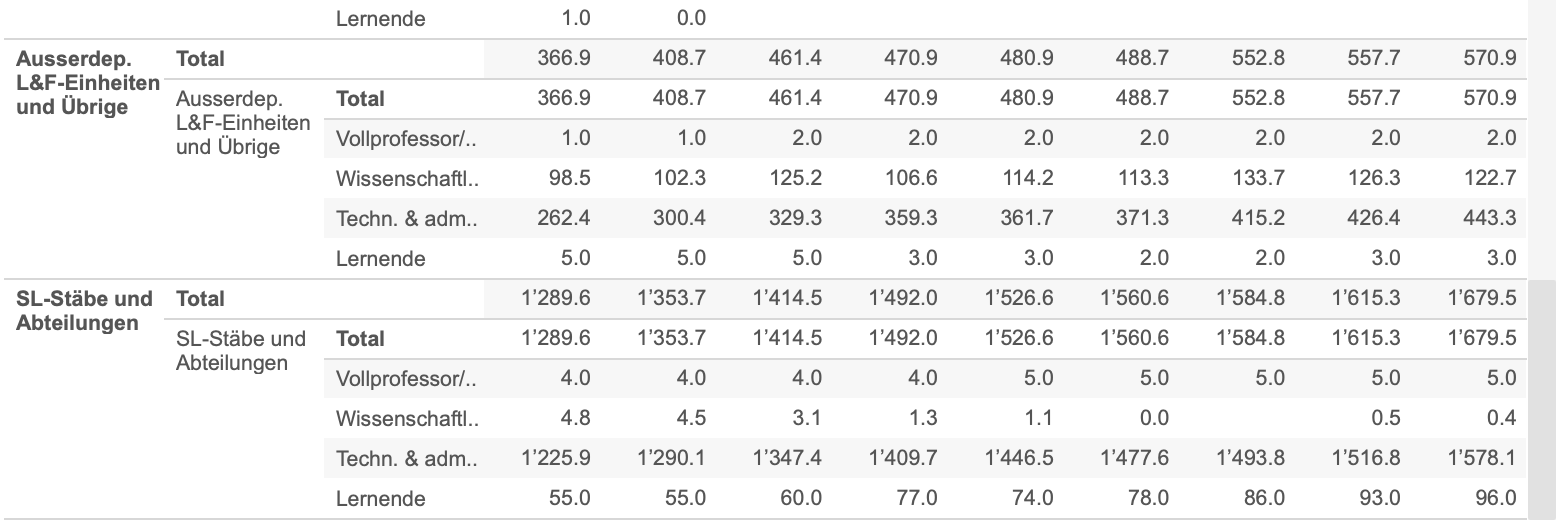 Lernende 1.0 0.0
Ausserdep. L&F-Einheiten und Übrige Total 366.9 408.7 461.4 470.9 480.9 488.7 552.8 557.7 570.9
Ausserdep. L&F-Einheiten und Übrige Total 366.9 408.7 461.4 470.9 480.9 488.7 552.8 557.7 570.9
Vollprofessor/.. 1.0 1.0 2.0 2.0 2.0 2.0 2.0 2.0 2.0
Wissenschaftl.. 98.5 102.3 125.2 106.6 114.2 113.3 133.7 126.3 122.7
Techn. & adm.. 262.4 300.4 329.3 359.3 361.7 371.3 415.2 426.4 443.3
Lernende 5.0 5.0 5.0 3.0 3.0 2.0 2.0 3.0 3.0
SL-Stäbe und Abteilungen Total 1’289.6 1’353.7 1’414.5 1’492.0 1’526.6 1’560.6 1’584.8 1’615.3 1’679.5
SL-Stäbe und Abteilungen Total 1’289.6 1’353.7 1’414.5 1’492.0 1’526.6 1’560.6 1’584.8 1’615.3 1’679.5
Vollprofessor/.. 4.0 4.0 4.0 4.0 5.0 5.0 5.0 5.0 5.0
Wissenschaftl.. 4.8 4.5 3.1 1.3 1.1 0.0 0.5 0.4
Techn. & adm.. 1’225.9 1’290.1 1’347.4 1’409.7 1’446.5 1’477.6 1’493.8 1’516.8 1’578.1
Lernende 55.0 55.0 60.0 77.0 74.0 78.0 86.0 93.0 96.0